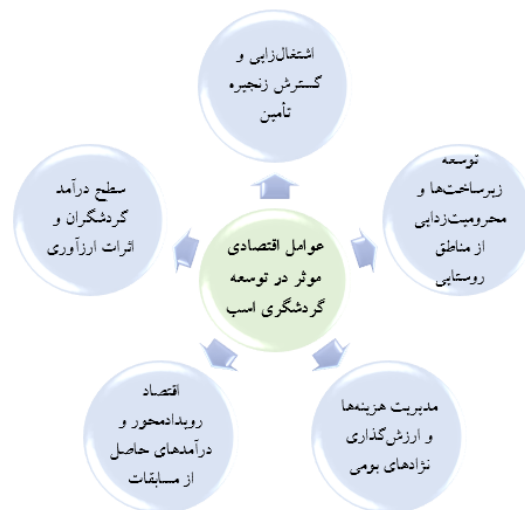 اشتغال‌زایی و
گسترش زنجیره
تأمین
توسعه
زیرساخت‌ها و
محرومیت‌زدایی
از مناطق
روستایی
مدیریت هزینه‌ها
و ارزش‌گذاری
نژادهای بومی
اقتصاد
رویدادمحور و
درآمدهای حاصل
از مسابقات
سطح درآمد
گردشگران و
اثرات ارزآوری
عوامل اقتصادی
موثر در توسعه
گردشگری اسب